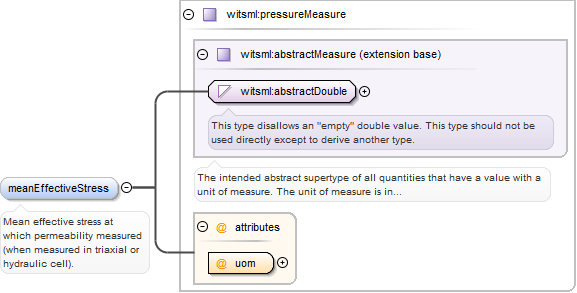 witsml:pressureMeasure
witsml:abstractMeasure (extension base)
witsml:abstractDouble
This type disallows an "empty" double value. This type should not be
used directly except to derive another type.
The intended abstract supertype of all quantities that have a value with a
unit of measure. The unit of measure is in...
meanEffectiveStress
Mean effective stress at
which permeability measured
(when measured in triaxial or
hydraulic cell).
@ attributes
@ uom